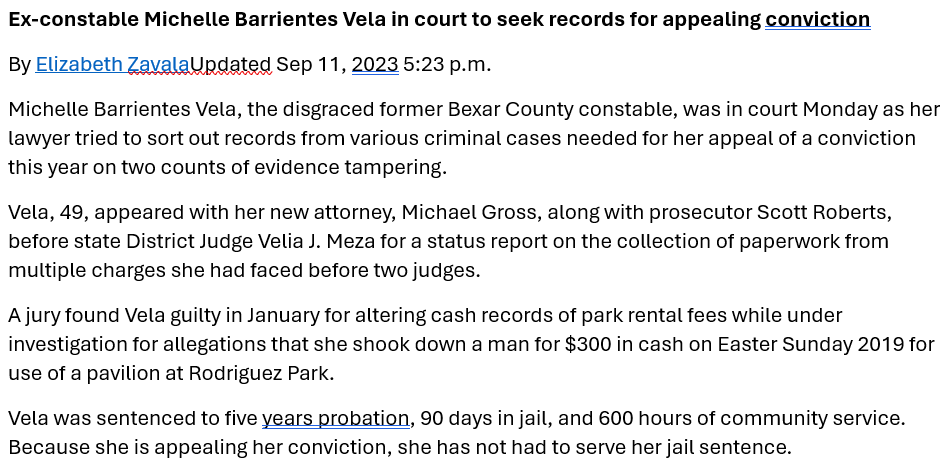 Ex-constable Michelle Barrientes Vela in court to seek records for appealing conviction
By Elizabeth ZavalaUpdated Sep 11, 2023 5:23 p.m.
Michelle Barrientes Vela, the disgraced former Bexar County constable, was in court Monday as her
lawyer tried to sort out records from various criminal cases needed for her appeal of a conviction
this year on two counts of evidence tampering.
Vela, 49, appeared with her new attorney, Michael Gross, along with prosecutor Scott Roberts,
before state District Judge Velia J. Meza for a status report on the collection of paperwork from
multiple charges she had faced before two judges.
A jury found Vela guilty in January for altering cash records of park rental fees while under
investigation for allegations that she shook down a man for $300 in cash on Easter Sunday 2019 for
use of a pavilion at Rodriguez Park.
Vela was sentenced to five years probation, 90 days in jail, and 600 hours of community service.
Because she is appealing her conviction, she has not had to serve her jail sentence.